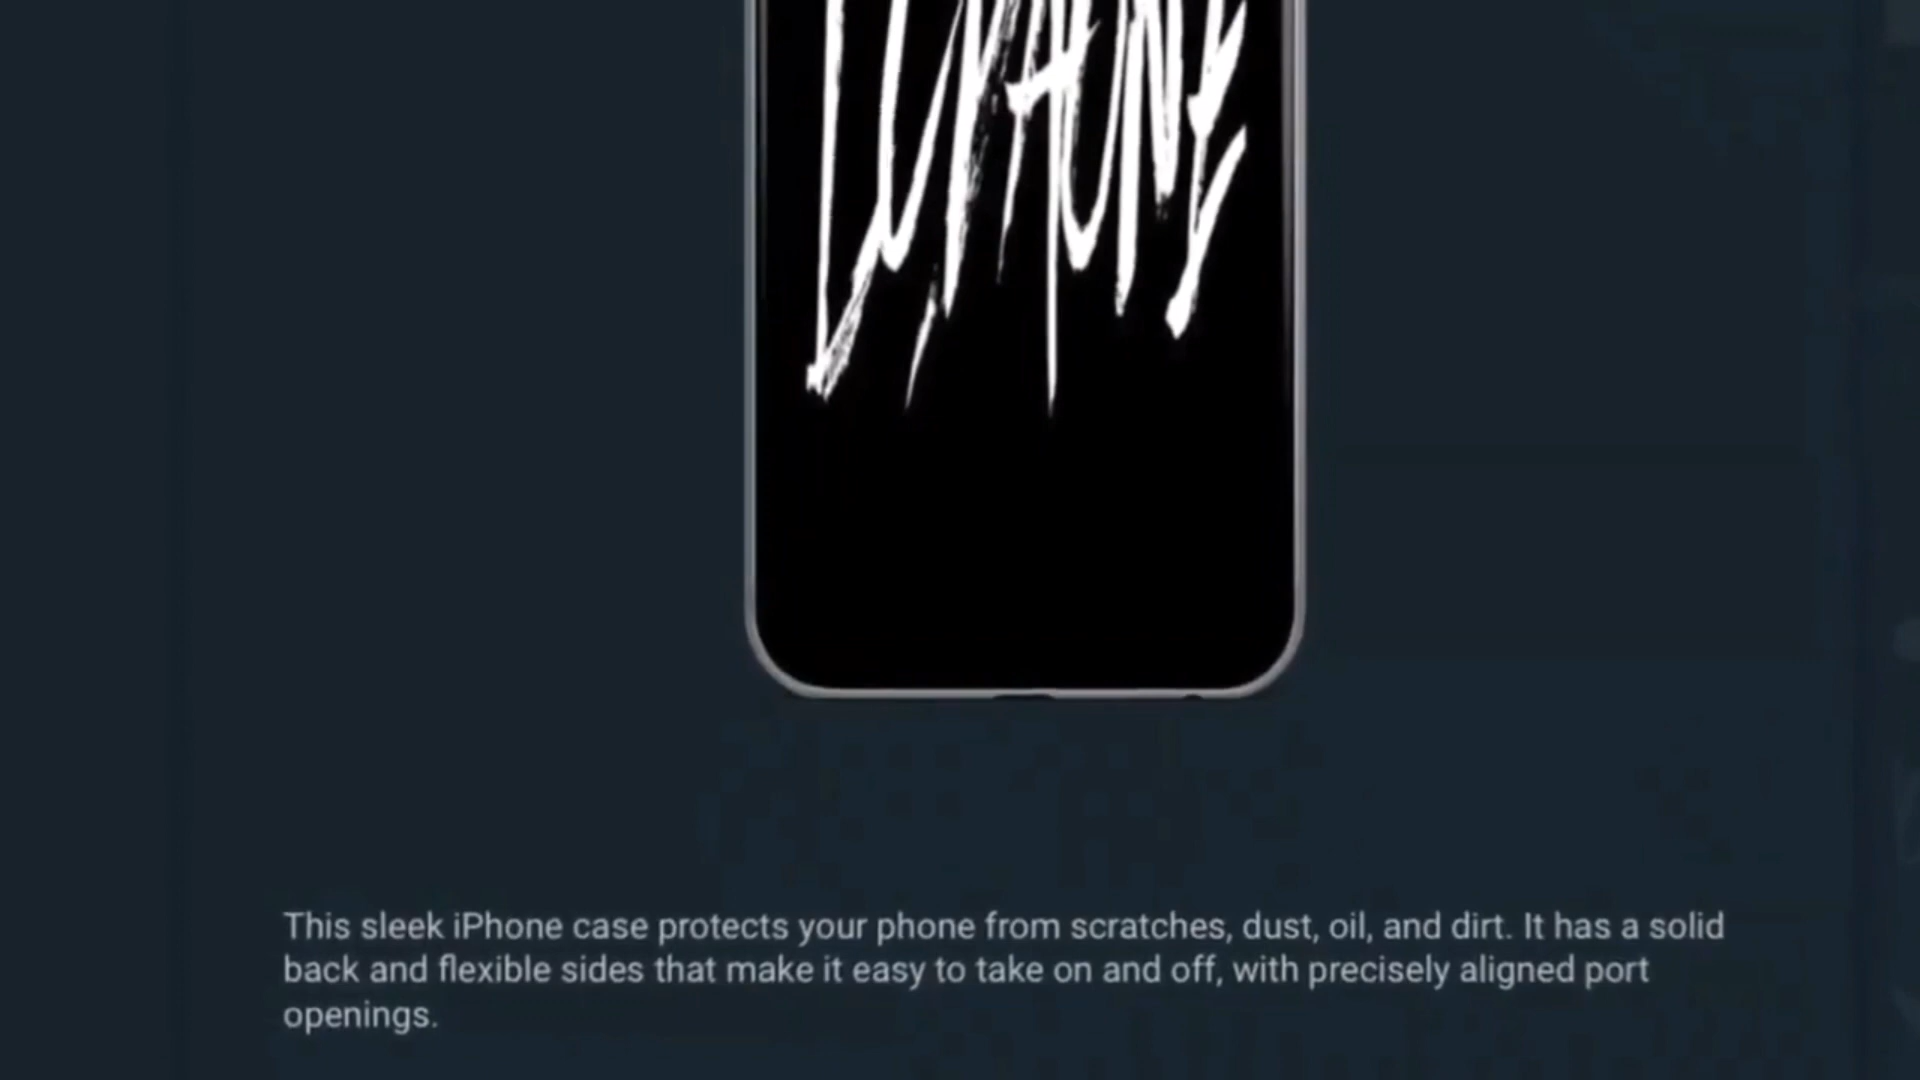 This sleek iPhone case protects your phone from scratches, dust, oil, and dirt. It has a solid
back and flexible sides that make it easy to take on and off, with precisely aligned port
openings.